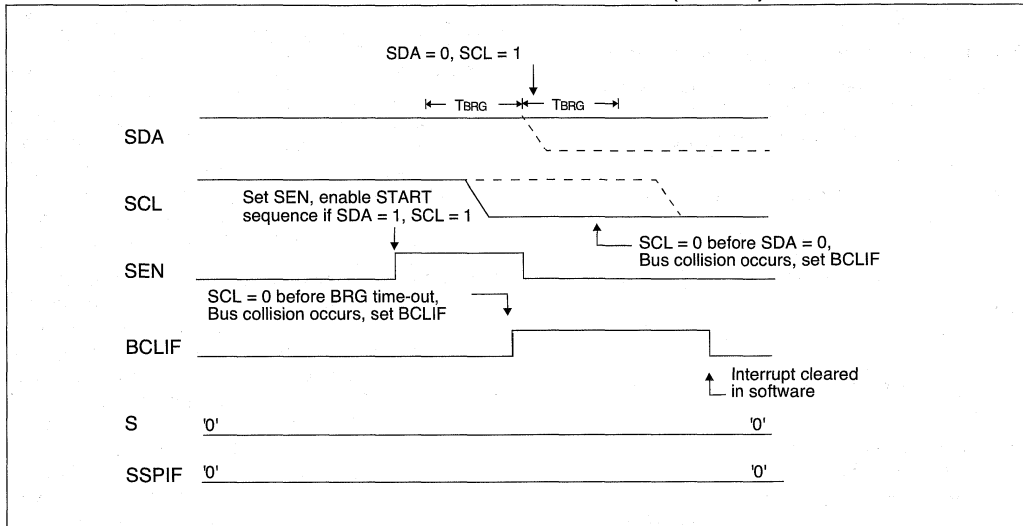 SDA = 0, SCL = 1
TBRG TBRG
SDA
SCL
Set SEN, enable START
sequence if SDA = 1, SCL = 1
SCL = 0 before SDA = 0,
Bus collision occurs, set BCLIF
SEN
SCL = 0 before BRG time-out,
Bus collision occurs, set BCLIF
BCLIF
Interrupt cleared
in software
S '0' '0'
SSPIF '0' '0'